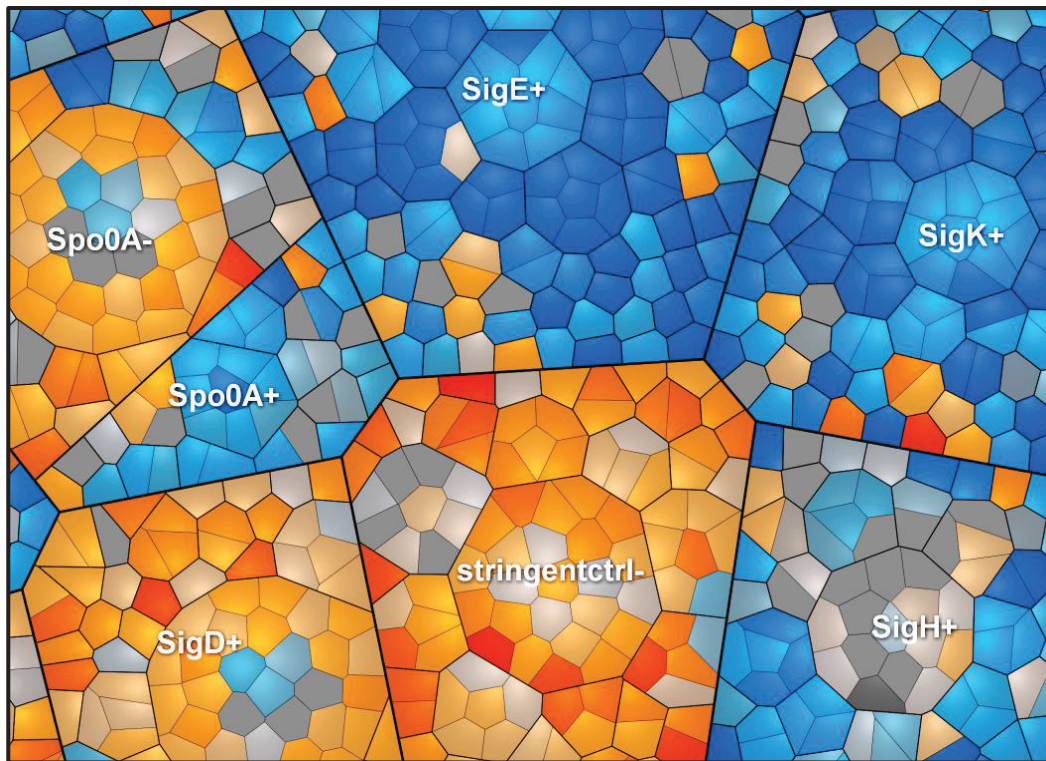 SigE+
Spo0A-
SigK+
Spo0A+
stringentctrl-
SigD+
SigH+